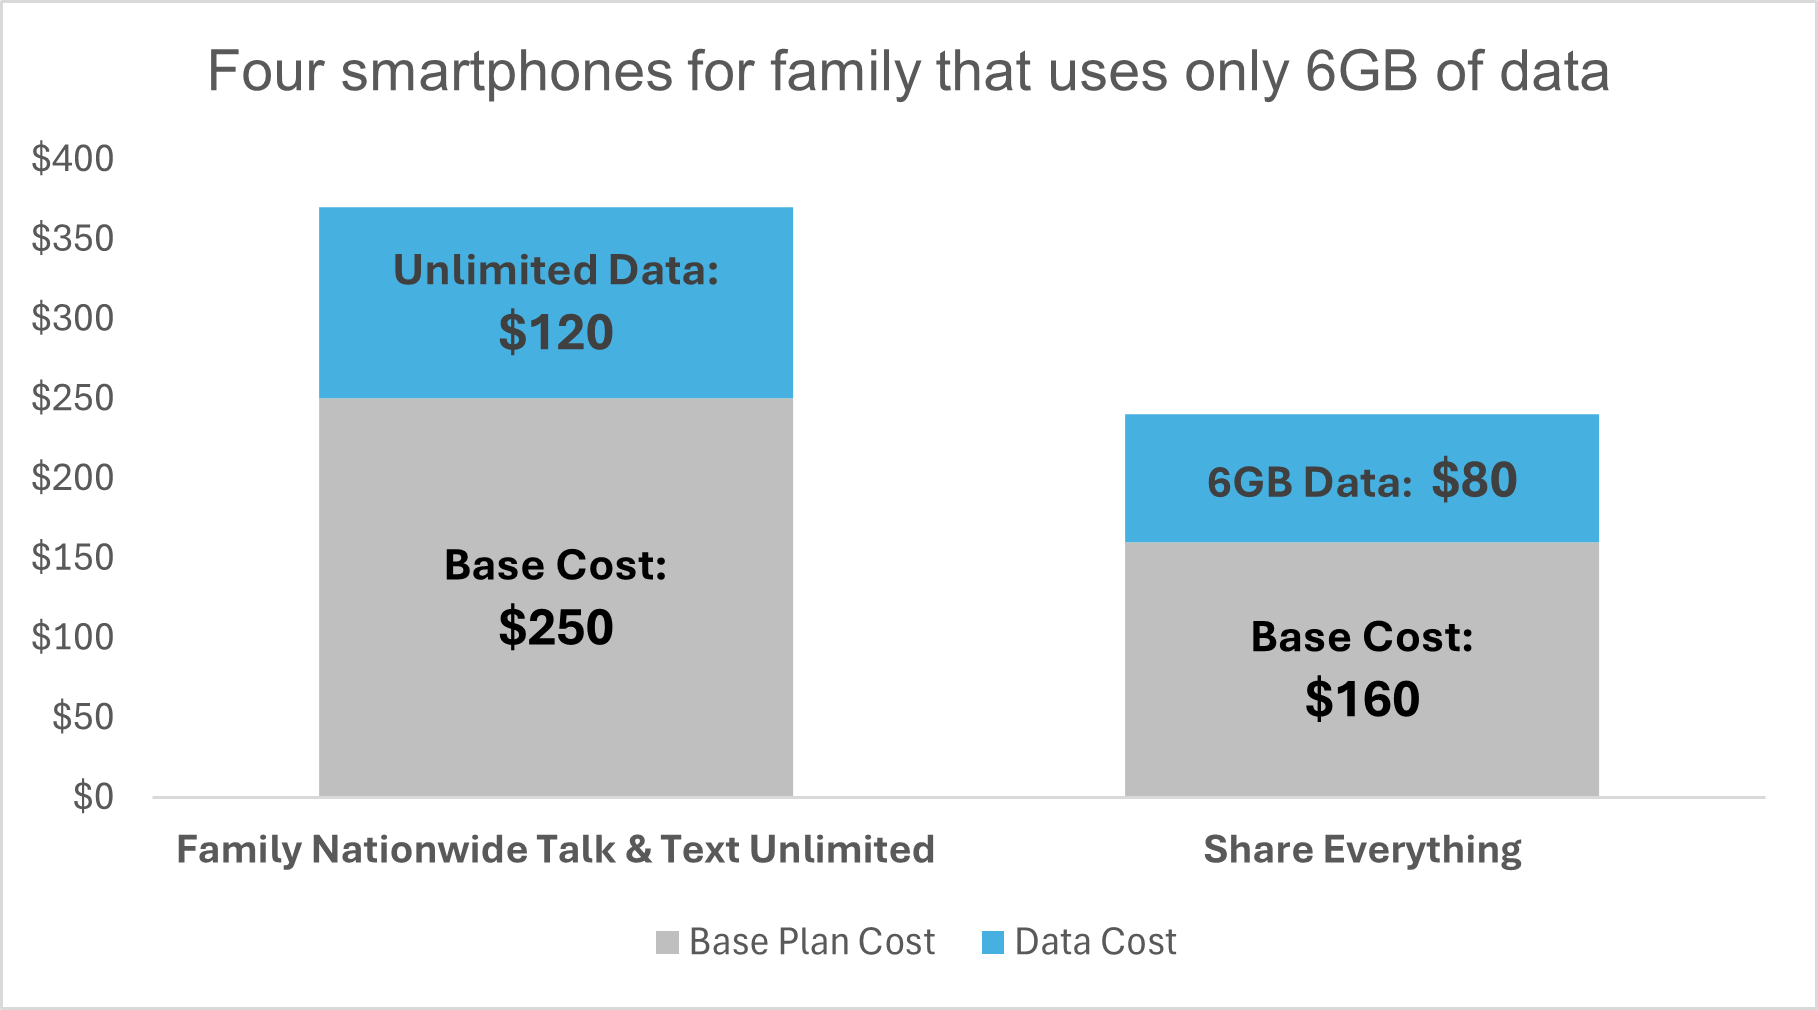 Four smartphones for family that uses only 6GB of data
$400
$350
$300
$250
$200
$150
$100
$50
$0
Unlimited Data:
$120
Base Cost:
$250
6GB Data: $80
Base Cost:
$160
Family Nationwide Talk & Text Unlimited
Share Everything
Base Plan Cost
Data Cost